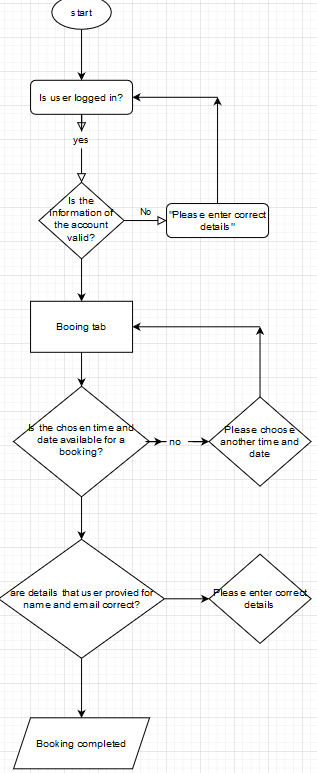 start
Is user logged in?
yes
Is the
information of
the account
valid?
No
"Please enter correct
details"
Booing tab
Is the chosen time and
date available for a
booking?
no
Please choose
another time and
date
are details that user provied for
name and email correct?
Please enter correct
details
Booking completed